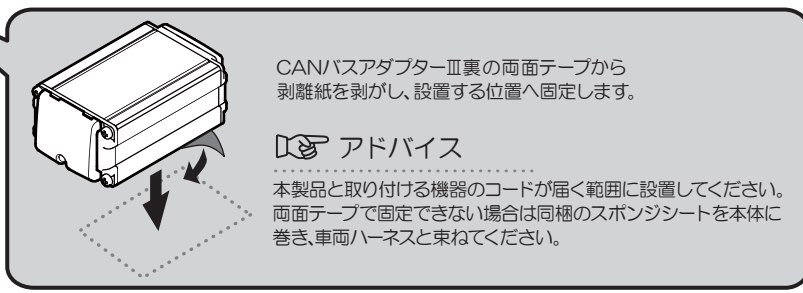 CANバスアダプターⅢ裏の両面テープから
剥離紙を剥がし、設置する位置へ固定します。
アドバイス
本製品と取り付ける機器のコードが届く範囲に設置してください。
両面テープで固定できない場合は同梱のスポンジシートを本体に
巻き、車両ハーネスと束ねてください。